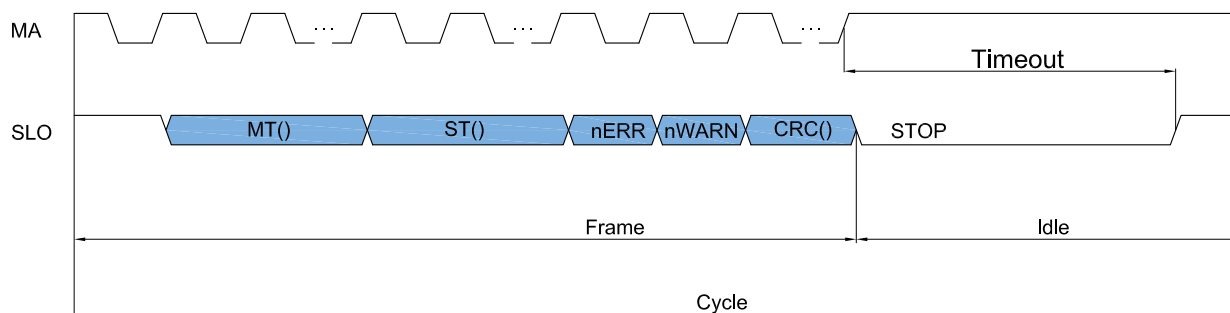 MA
... ... ...
Timeout
SLO
MT() ST() nERR nWARN CRC() STOP
Frame Idle
Cycle